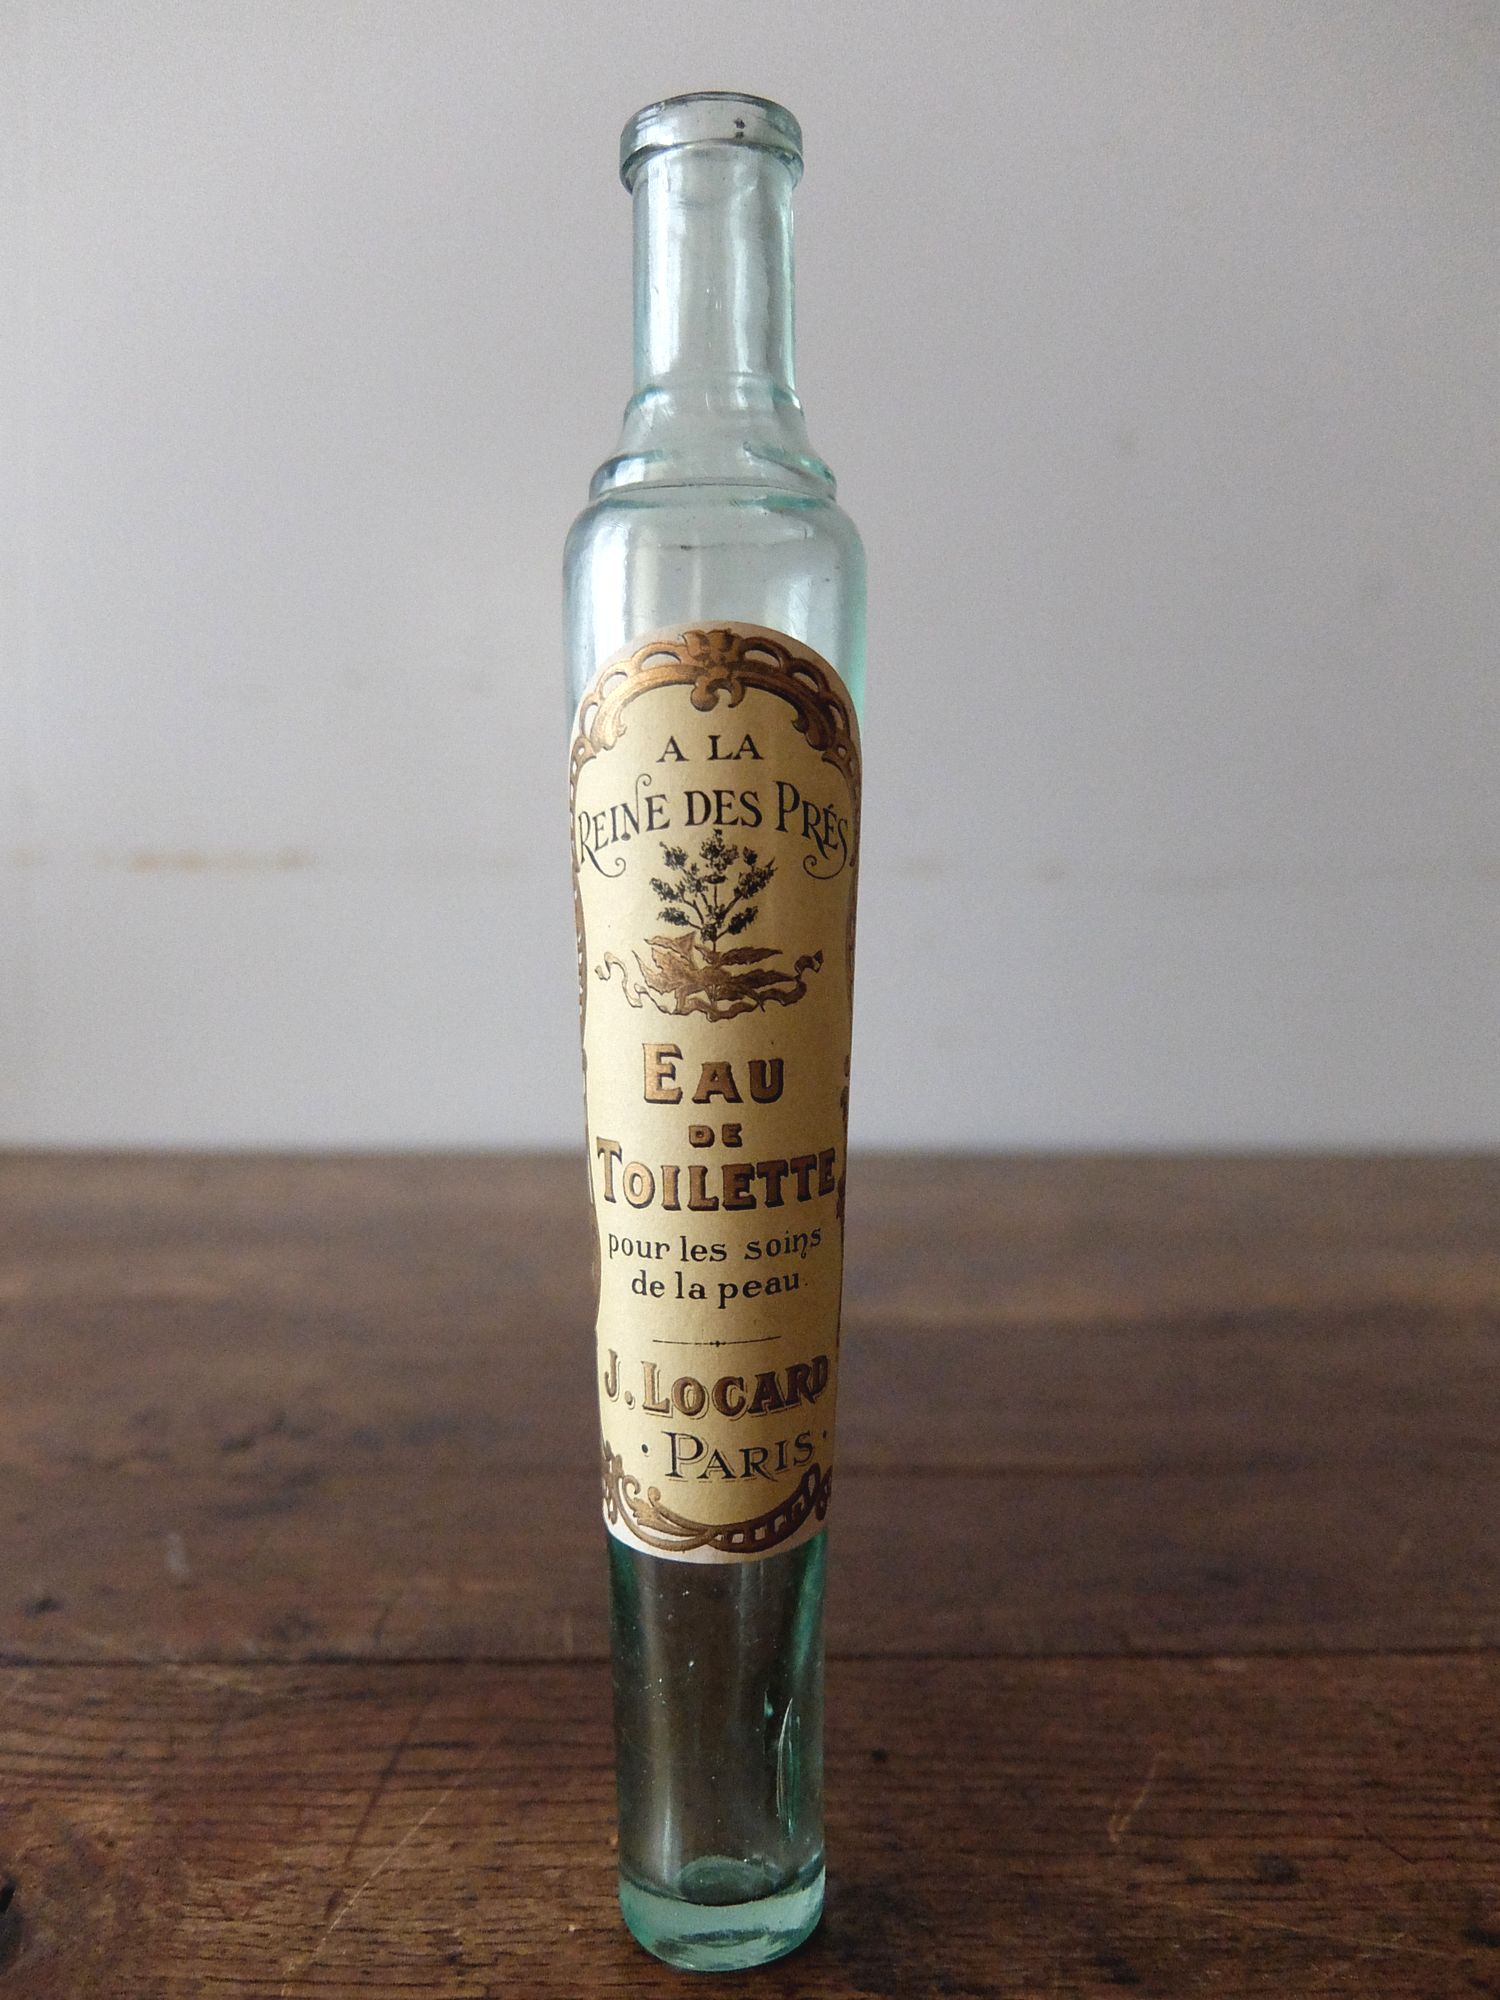 A LA
REINE DES PRÉS
EAU
DE
TOILETTE
pour les soins
de la peau.
J. LOCARD
· PARIS ·